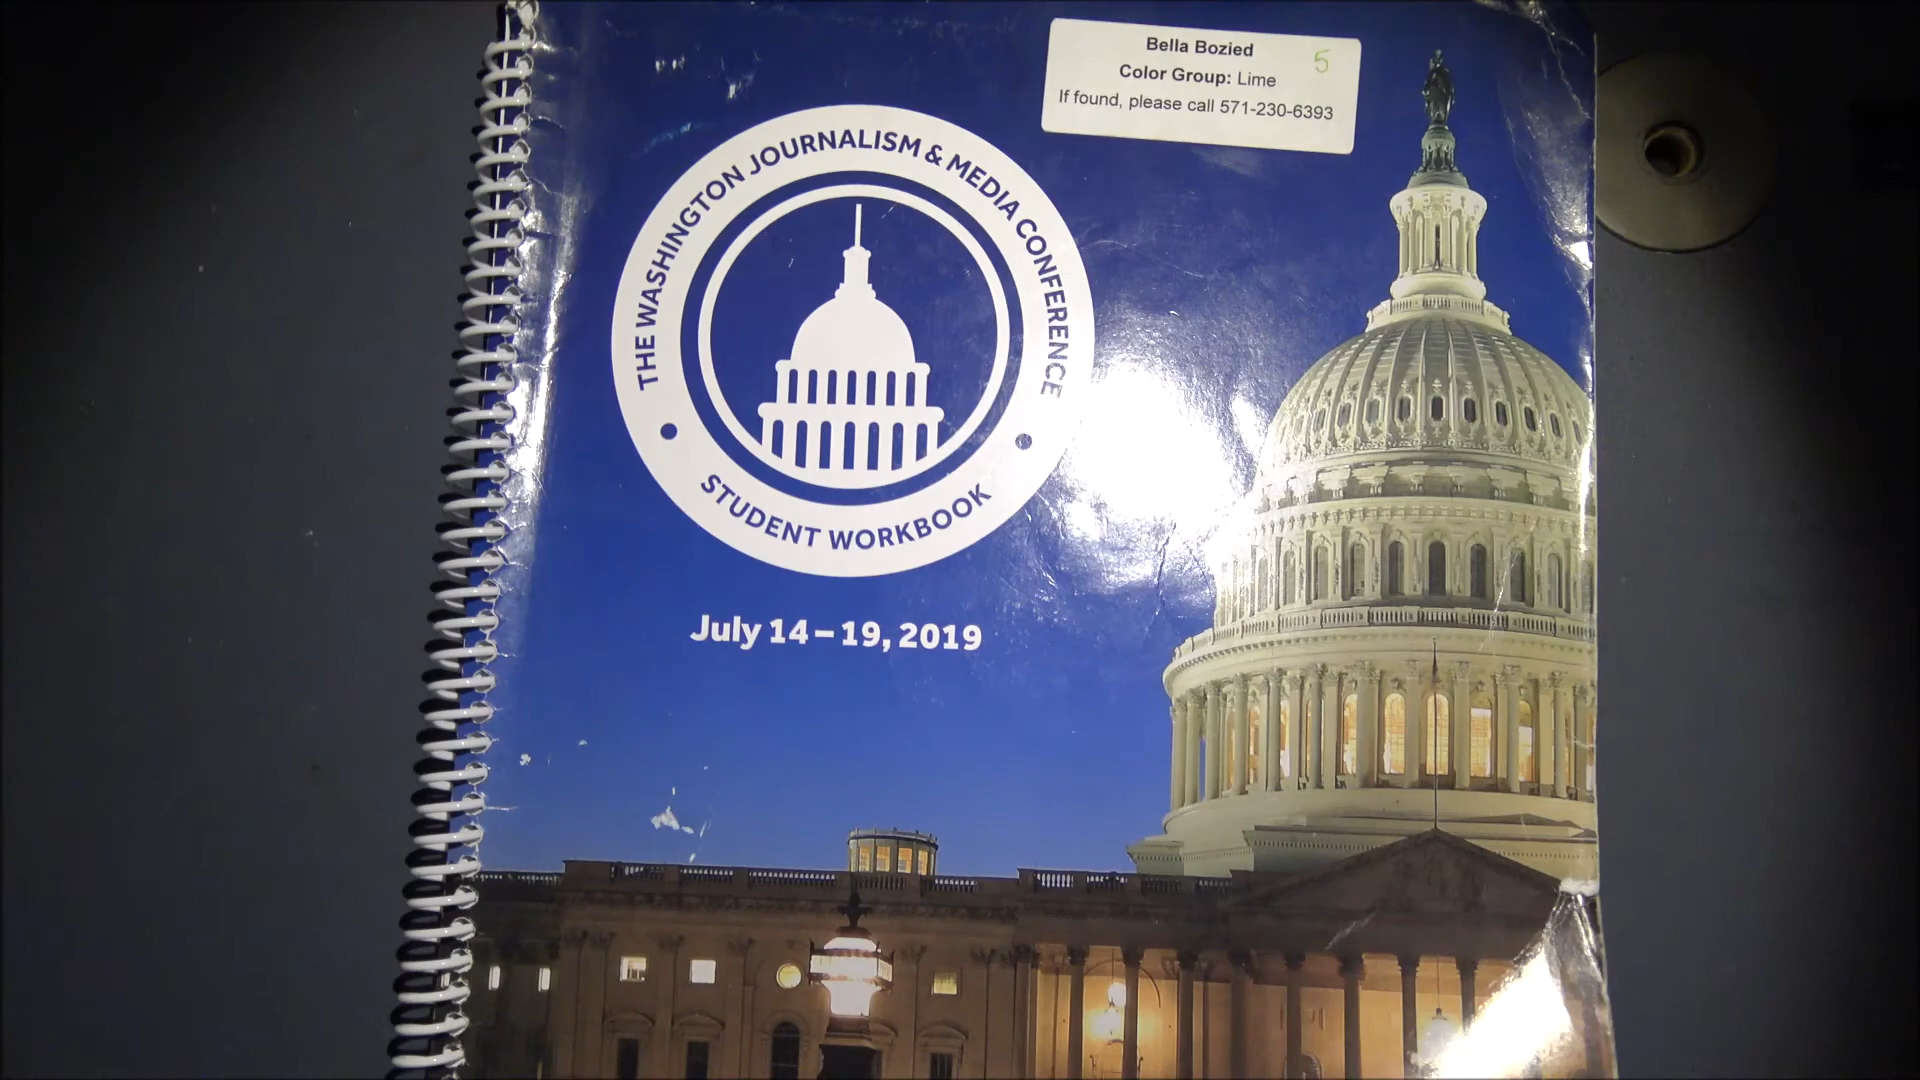 Bella Bozied
5
Color Group: Lime
If found, please call 571-230-6393
THE WASHINGTON JOURNALISM & MEDIA CONFERENCE
STUDENT WORKBOOK
July 14 – 19, 2019